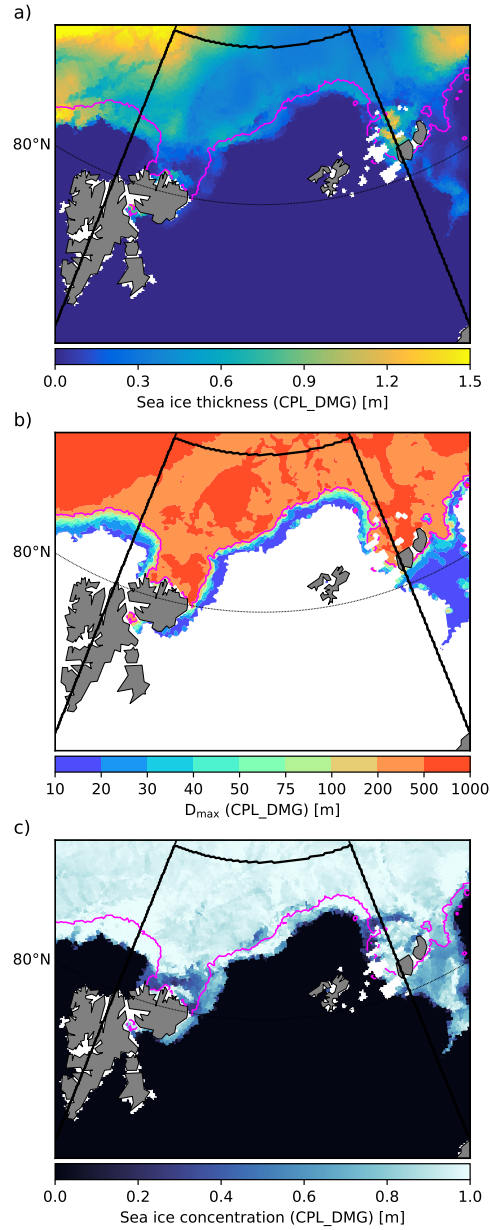 a)
80°N
0.0 0.3 0.6 0.9 1.2 1.5
Sea ice thickness (CPL_DMG) [m]
b)
80°N
10 20 30 40 50 75 100 200 500 1000
Dmax (CPL_DMG) [m]
c)
80°N
0.0 0.2 0.4 0.6 0.8 1.0
Sea ice concentration (CPL_DMG) [m]